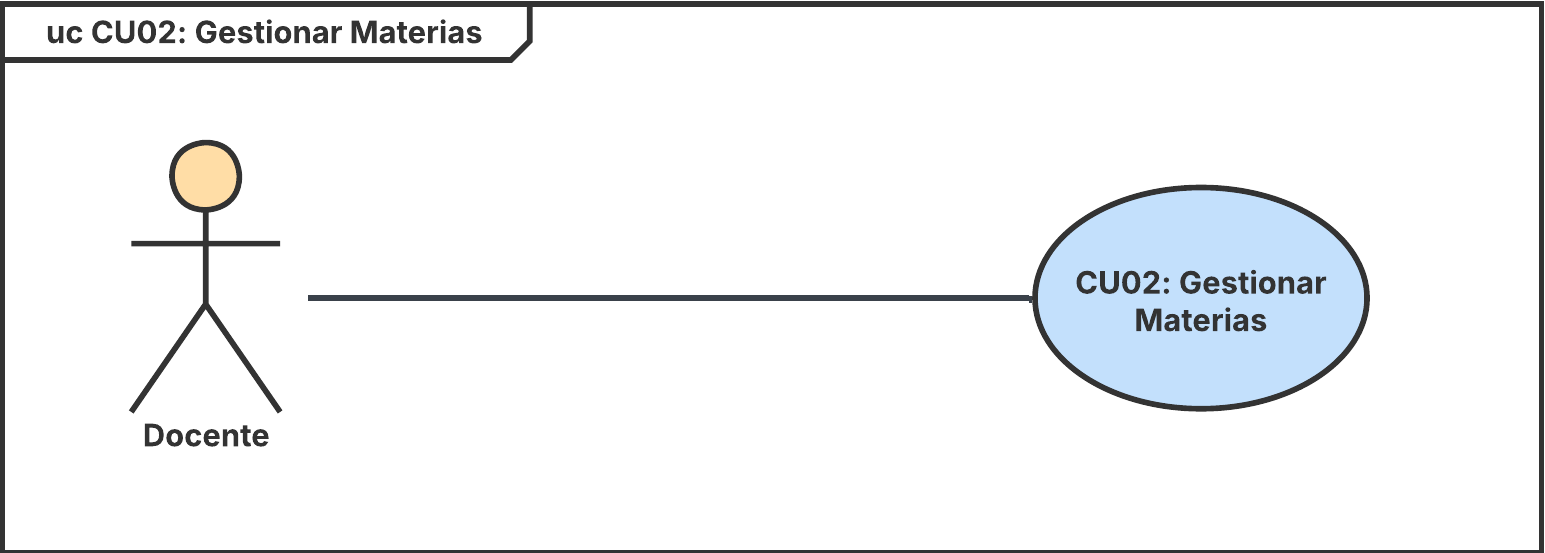 uc CU02: Gestionar Materias
CU02: Gestionar
Materias
Docente